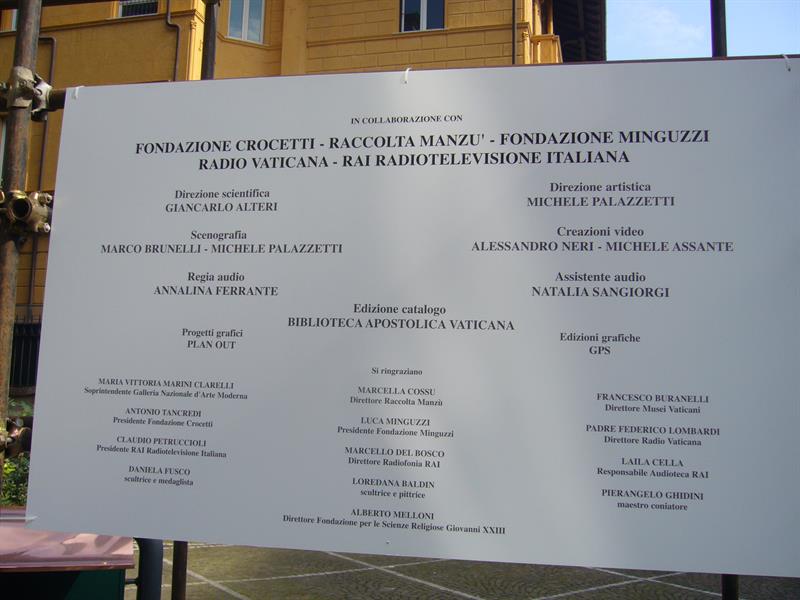 IN COLLABORAZIONE CON
FONDAZIONE CROCETTI - RACCOLTA MANZU' - FONDAZIONE MINGUZZI
RADIO VATICANA - RAI RADIOTELEVISIONE ITALIANA
Direzione scientifica
GIANCARLO ALTERI
Direzione artistica
MICHELE PALAZZETTI
Scenografia
MARCO BRUNELLI - MICHELE PALAZZETTI
Creazioni video
ALESSANDRO NERI - MICHELE ASSANTE
Regia audio
ANNALINA FERRANTE
Assistente audio
NATALIA SANGIORGI
Edizione catalogo
BIBLIOTECA APOSTOLICA VATICANA
Progetti grafici
PLAN OUT
Edizioni grafiche
GPS
Si ringraziano
MARIA VITTORIA MARINI CLARELLI
Soprintendente Galleria Nazionale d'Arte Moderna
ANTONIO TANCREDI
Presidente Fondazione Crocetti
CLAUDIO PETRUCCIOLI
Presidente RAI Radiotelevisione Italiana
DANIELA FUSCO
scultrice e medaglista
MARCELLA COSSU
Direttore Raccolta Manzù
LUCA MINGUZZI
Presidente Fondazione Minguzzi
MARCELLO DEL BOSCO
Direttore Radiofonia RAI
LOREDANA BALDIN
scultrice e pittrice
ALBERTO MELLONI
Direttore Fondazione per le Scienze Religiose Giovanni XXIII
FRANCESCO BURANELLI
Direttore Musei Vaticani
PADRE FEDERICO LOMBARDI
Direttore Radio Vaticana
LAILA CELLA
Responsabile Audioteca RAI
PIERANGELO GHIDINI
maestro coniatore